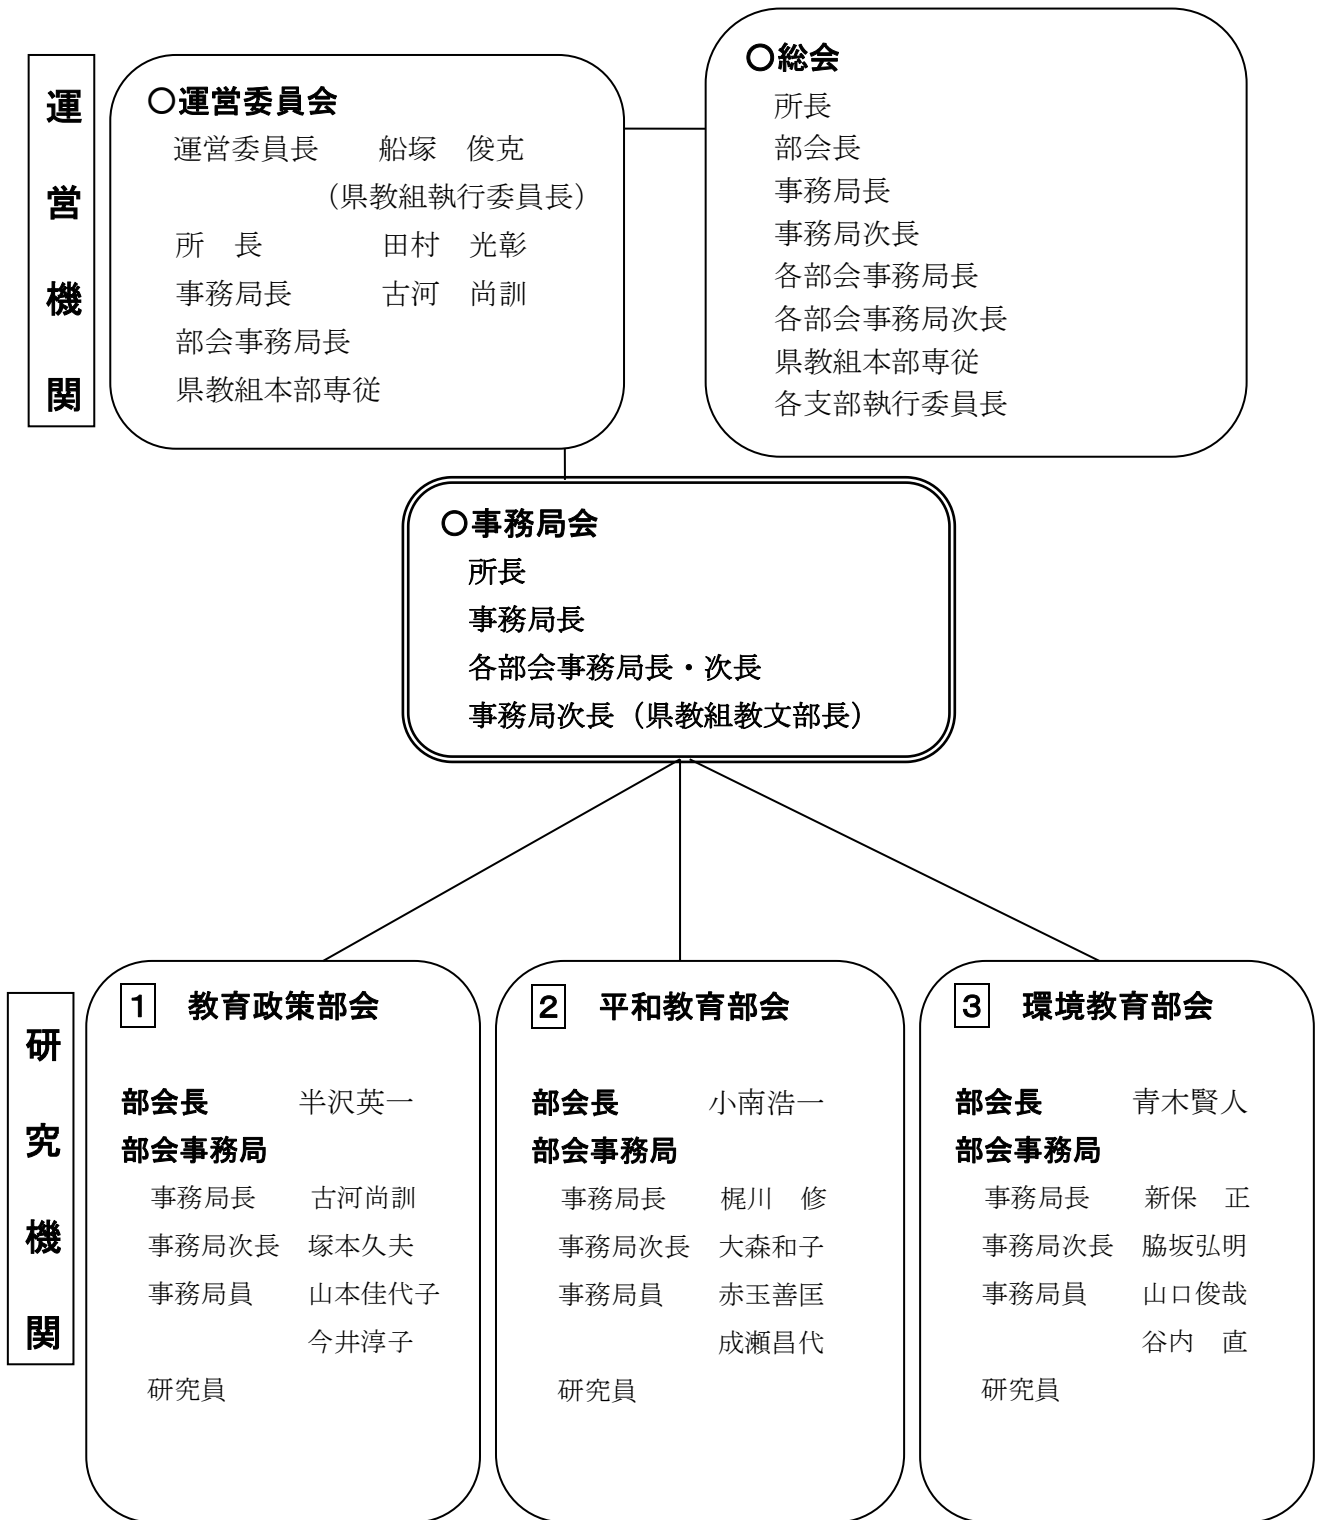 運営機関
〇運営委員会
運営委員長　船塚　俊克
（県教組執行委員長）
所　長　田村　光彰
事務局長　古河　尚訓
部会事務局長
県教組本部専従
〇総会
所長
部会長
事務局長
事務局次長
各部会事務局長
各部会事務局次長
県教組本部専従
各支部執行委員長
〇事務局会
所長
事務局長
各部会事務局長・次長
事務局次長（県教組教文部長）
研究機関
1　教育政策部会
部会長　半沢英一
部会事務局
事務局長　古河尚訓
事務局次長　塚本久夫
事務局員　山本佳代子
今井淳子
研究員
2　平和教育部会
部会長　小南浩一
部会事務局
事務局長　梶川　修
事務局次長　大森和子
事務局員　赤玉善匡
成瀬昌代
研究員
3　環境教育部会
部会長　青木賢人
部会事務局
事務局長　新保　正
事務局次長　脇坂弘明
事務局員　山口俊哉
谷内　直
研究員